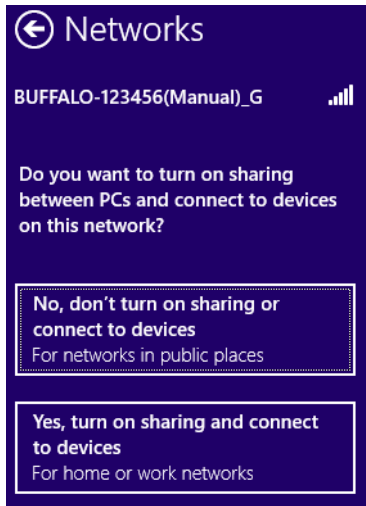 Networks
BUFFALO-123456(Manual)_G
Do you want to turn on sharing
between PCs and connect to devices
on this network?
No, don't turn on sharing or
connect to devices
For networks in public places
Yes, turn on sharing and connect
to devices
For home or work networks